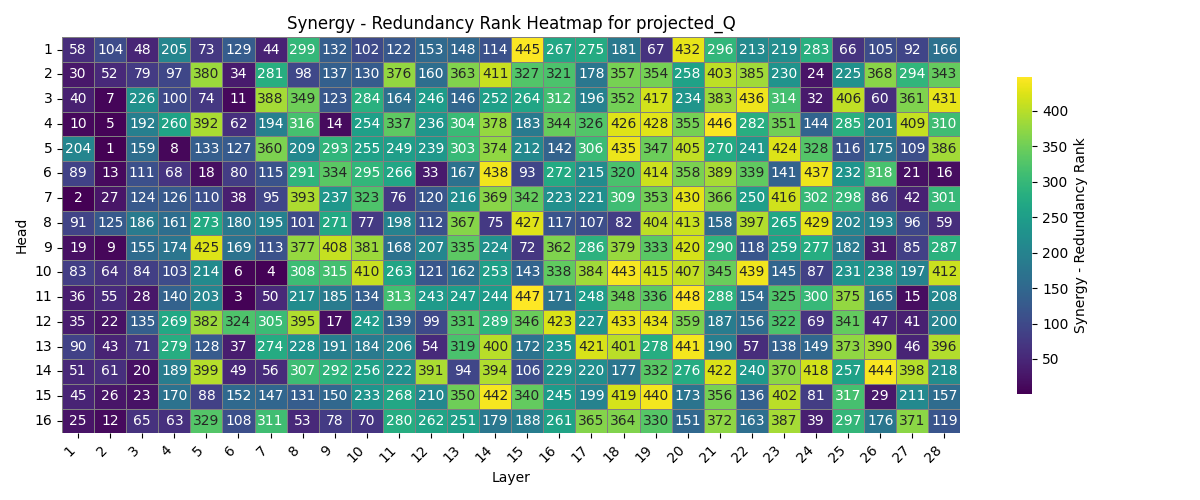 Synergy - Redundancy Rank Heatmap for projected_Q
1 58 104 48 205 73 129 44 299 132 102 122 153 148 114 445 267 275 181 67 432 296 213 219 283 66 105 92 166
2 30 52 79 97 380 34 281 98 137 130 376 160 363 411 327 321 178 357 354 258 403 385 230 24 225 368 294 343
3 40 7 226 100 74 11 388 349 123 284 164 246 146 252 264 312 196 352 417 234 383 436 314 32 406 60 361 431
4 10 5 192 260 392 62 194 316 14 254 337 236 304 378 183 344 326 426 428 355 446 282 351 144 285 201 409 310
5 204 1 159 8 133 127 360 209 293 255 249 239 303 374 212 142 306 435 347 405 270 241 424 328 116 175 109 386
6 89 13 111 68 18 80 115 291 334 295 266 33 167 438 93 272 215 320 414 358 389 339 141 437 232 318 21 16
7 2 27 124 126 110 38 95 393 237 323 76 120 216 369 342 223 221 309 353 430 366 250 416 302 298 86 42 301
8 91 125 186 161 273 180 195 101 271 77 198 112 367 75 427 117 107 82 404 413 158 397 265 429 202 193 96 59
9 19 9 155 174 425 169 113 377 408 381 168 207 335 224 72 362 286 379 333 420 290 118 259 277 182 31 85 287
10 83 64 84 103 214 6 4 308 315 410 263 121 162 253 143 338 384 443 415 407 345 439 145 87 231 238 197 412
11 36 55 28 140 203 3 50 217 185 134 313 243 247 244 447 171 248 348 336 448 288 154 325 300 375 165 15 208
12 35 22 135 269 382 324 305 395 17 242 139 99 331 289 346 423 227 433 434 359 187 156 322 69 341 47 41 200
13 90 43 71 279 128 37 274 228 191 184 206 54 319 400 172 235 421 401 278 441 190 57 138 149 373 390 46 396
14 51 61 20 189 399 49 56 307 292 256 222 391 94 394 106 229 220 177 332 276 422 240 370 418 257 444 398 218
15 45 26 23 170 88 152 147 131 150 233 268 210 350 442 340 245 199 419 440 173 356 136 402 81 317 29 211 157
16 25 12 65 63 329 108 311 53 78 70 280 262 251 179 188 261 365 364 330 151 372 163 387 39 297 176 371 119
1 2 3 4 5 6 7 8 9 10 11 12 13 14 15 16 17 18 19 20 21 22 23 24 25 26 27 28
Layer
Head
400
350
300
250
200
150
100
50
Synergy - Redundancy Rank